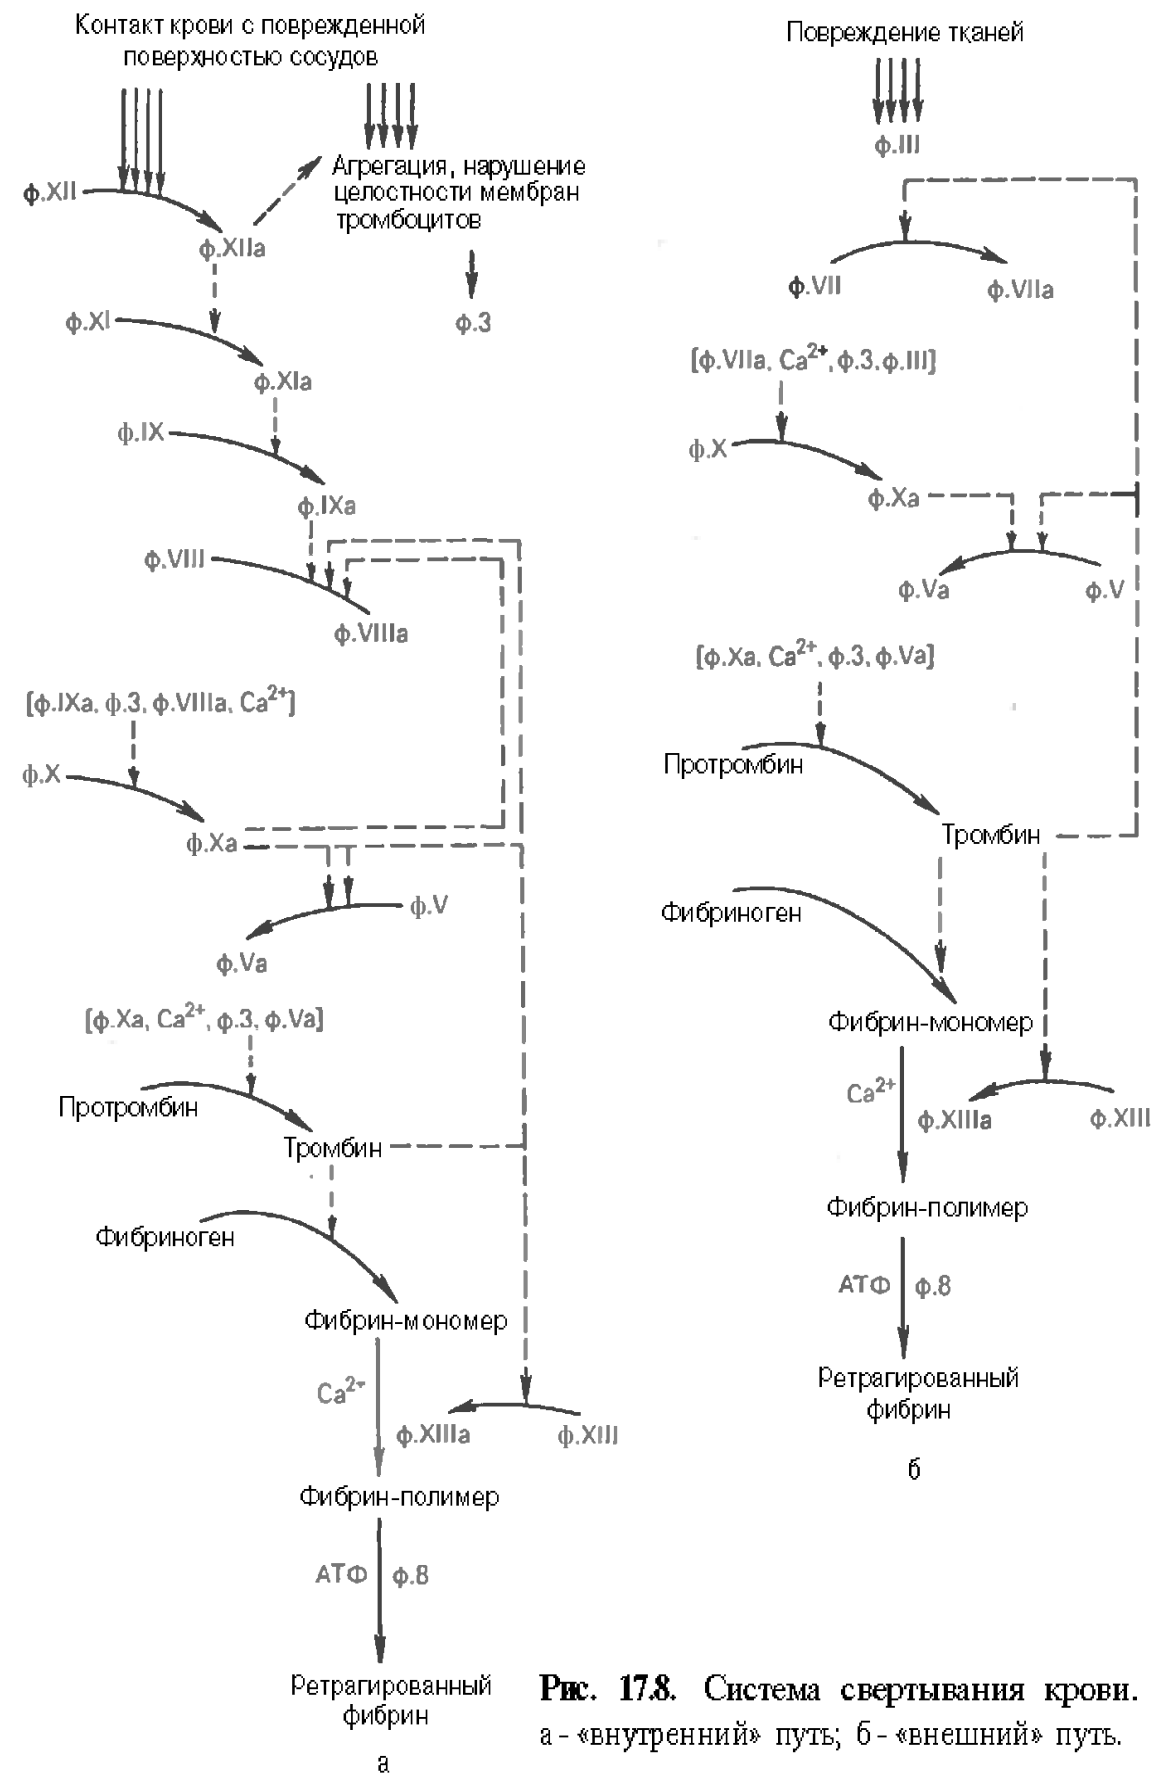 Контакт крови с поврежденной
поверхностью сосудов
ф.XII
Агрегация, нарушение
целостности мембран
тромбоцитов
ф.XIIa
ф.XI
ф.3
ф.XIa
ф.IX
ф.IXa
ф.VIII
ф.VIIIa
[ф.IXa, ф.3, ф.VIIIa, Ca²⁺]
ф.X
ф.Xa
ф.V
ф.Va
[ф.Xa, Ca²⁺, ф.3, ф.Va]
Протромбин
Тромбин
Фибриноген
Фибрин-мономер
Ca²⁺
ф.XIIIa
ф.XIII
Фибрин-полимер
АТФ
ф.8
Ретрагированный
фибрин
а
Повреждение тканей
ф.III
ф.VII
ф.VIIa
[ф.VIIa, Ca²⁺, ф.3, ф.III]
ф.X
ф.Xa
ф.Va
ф.V
[ф.Xa, Ca²⁺, ф.3, ф.Va]
Протромбин
Тромбин
Фибриноген
Фибрин-мономер
Ca²⁺
ф.XIIIa
ф.XIII
Фибрин-полимер
АТФ
ф.8
Ретрагированный
фибрин
б
Рис. 17.8. Система свертывания крови.
а - «внутренний» путь; б - «внешний» путь.